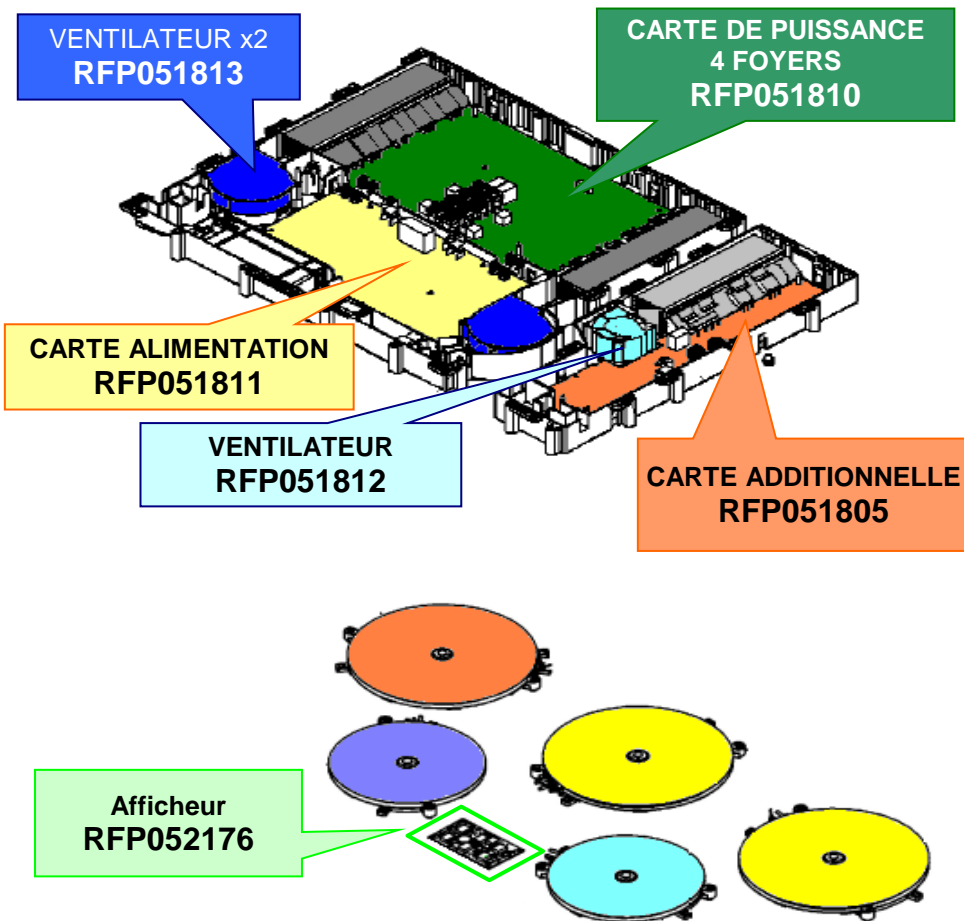 VENTILATEUR x2
RFP051813
CARTE DE PUISSANCE
4 FOYERS
RFP051810
CARTE ALIMENTATION
RFP051811
VENTILATEUR
RFP051812
CARTE ADDITIONNELLE
RFP051805
Afficheur
RFP052176